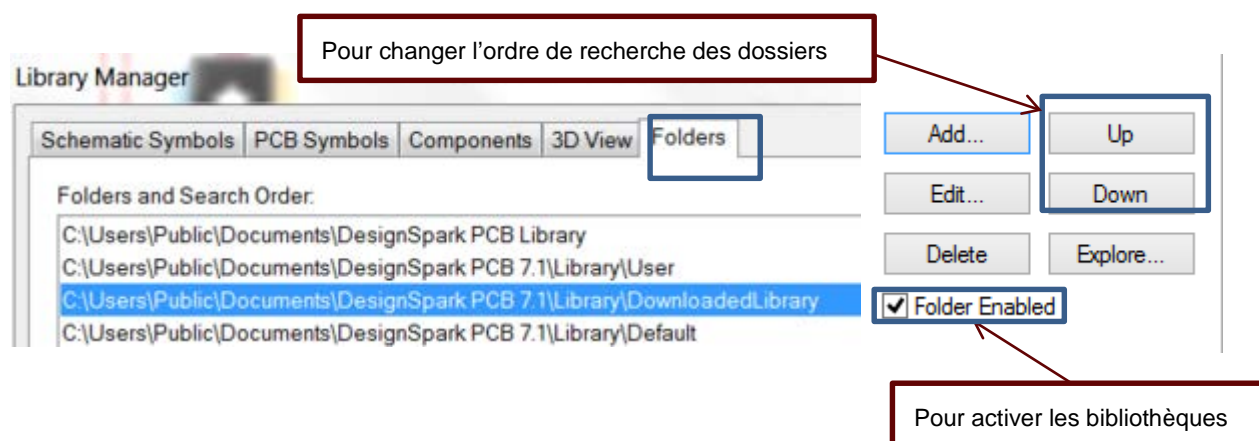 Pour changer l'ordre de recherche des dossiers
Library Manager
Schematic Symbols PCB Symbols Components 3D View Folders
Add... Up
Folders and Search Order:
Edit... Down
C:\Users\Public\Documents\DesignSpark PCB Library
C:\Users\Public\Documents\DesignSpark PCB 7.1\Library\User
Delete Explore...
C:\Users\Public\Documents\DesignSpark PCB 7.1\Library\DownloadedLibrary
Folder Enabled
C:\Users\Public\Documents\DesignSpark PCB 7.1\Library\Default
Pour activer les bibliothèques